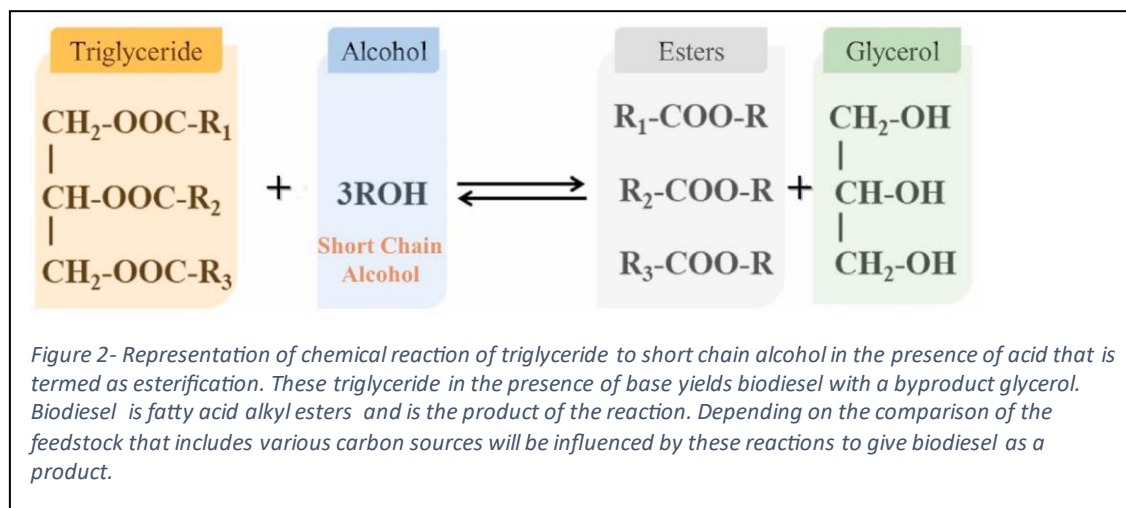 Triglyceride Alcohol Esters Glycerol
CH₂-OOC-R₁ R₁-COO-R CH₂-OH
| |
CH-OOC-R₂ + 3ROH R₂-COO-R + CH-OH
| Short Chain |
CH₂-OOC-R₃ Alcohol R₃-COO-R CH₂-OH
Figure 2- Representation of chemical reaction of triglyceride to short chain alcohol in the presence of acid that is
termed as esterification. These triglyceride in the presence of base yields biodiesel with a byproduct glycerol.
Biodiesel is fatty acid alkyl esters and is the product of the reaction. Depending on the comparison of the
feedstock that includes various carbon sources will be influenced by these reactions to give biodiesel as a
product.